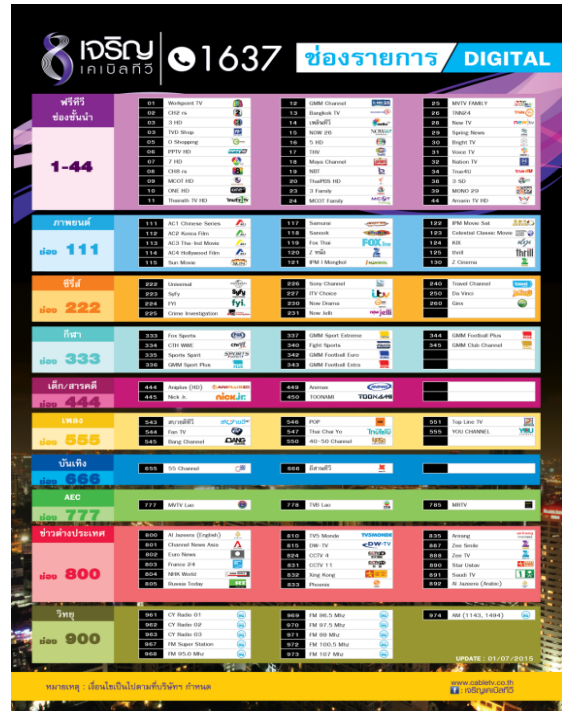 เจริญ
เคเบิลทีวี
1637
ช่องรายการ DIGITAL
ฟรีทีวี
ช่องชั้นนำ
1-44
01 Workpoint TV
02 CH2 rs
03 3 HD
03 TVD Shop
05 O Shopping
06 PPTV HD
07 7 HD
08 CH8 rs
09 MCOT HD
10 ONE HD
11 Thairath TV HD
12 GMM Channel
13 Bangkok TV
14 เพลินทีวี
15 NOW 26
16 5 HD
17 THV
18 Mays Channel
19 NBT
20 ThaiPBS HD
23 3 Family
24 MCOT Family
25 MVTV FAMILY
26 TNN24
28 New TV
29 Spring News
30 Bright TV
31 Voice TV
32 Nation TV
34 True4U
38 3 SD
39 MONO 29
44 Amarin TV HD
ภาพยนต์
ช่อง 111
111 AC1 Chinese Series
112 AC2 Korea Film
113 AC3 Tha-Ind Movie
114 AC4 Hollywood Film
115 Sun Movie
117 Samurai
118 Sanook
119 Fox Thai
120 Z หนัง
121 IPM / Mongkol
122 IPM Movie Sat
123 Celestial Classic Movie
124 KIX
125 thrill
130 Z Cinema
ซีรี่ส์
ช่อง 222
222 Universal
223 Syfy
224 FYI
225 Crime Investigation
226 Sony Channel
227 ITV Choice
230 Now Drama
231 Now Jelli
240 Travel Channel
250 Da Vinci
260 Giss
กีฬา
ช่อง 333
333 Fox Sports
334 CTH WWE
335 Sports Spirit
336 GMM Sport Plus
337 GMM Sport Extreme
340 Fight Sports
342 GMM Football Euro
343 GMM Football Extra
344 GMM Football Plus
345 GMM Club Channel
เด็ก/สารคดี
ช่อง 444
444 Aniplus (HD)
445 Nick Jr.
449 Animax
450 TOONAMI
เพลง
ช่อง 555
543 สบายดีทีวี
544 Fan TV
545 Bang Channel
546 POP
547 Thai Chai Yo
550 40-50 Channel
551 Top Line TV
555 YOU CHANNEL
บันเทิง
ช่อง 666
655 S5 Channel
666 อีสานทีวี
AEC
ช่อง 777
777 MVTV Lao
778 TV5 Lao
785 MRTV
ข่าวต่างประเทศ
ช่อง 800
800 Al Jazeera (English)
801 Channel News Asia
802 Euro News
803 France 24
804 NHK World
805 Russea Today
810 TV5 Monde
815 DW-TV
824 CCTV 4
831 CCTV 11
832 Xing Kong
833 Phoenix
835 Arirang
887 Zee Smile
888 Zee TV
890 Star Ustav
891 Saudi TV
892 Al Jazeera (Arabic)
วิทยุ
ช่อง 900
961 CY Radio 01
962 CY Radio 02
963 CY Radio 03
967 FM Super Station
968 FM 95.0 Mhz
969 FM 96.5 Mhz
970 FM 97.5 Mhz
971 FM 99 Mhz
972 FM 100.5 Mhz
973 FM 107 Mhz
974 AM (1143, 1494)
UPDATE : 01/07/2015
หมายเหตุ : เงื่อนไขเป็นไปตามที่บริษัทฯ กำหนด
www.cabletv.co.th
f : เจริญเคเบิลทีวี